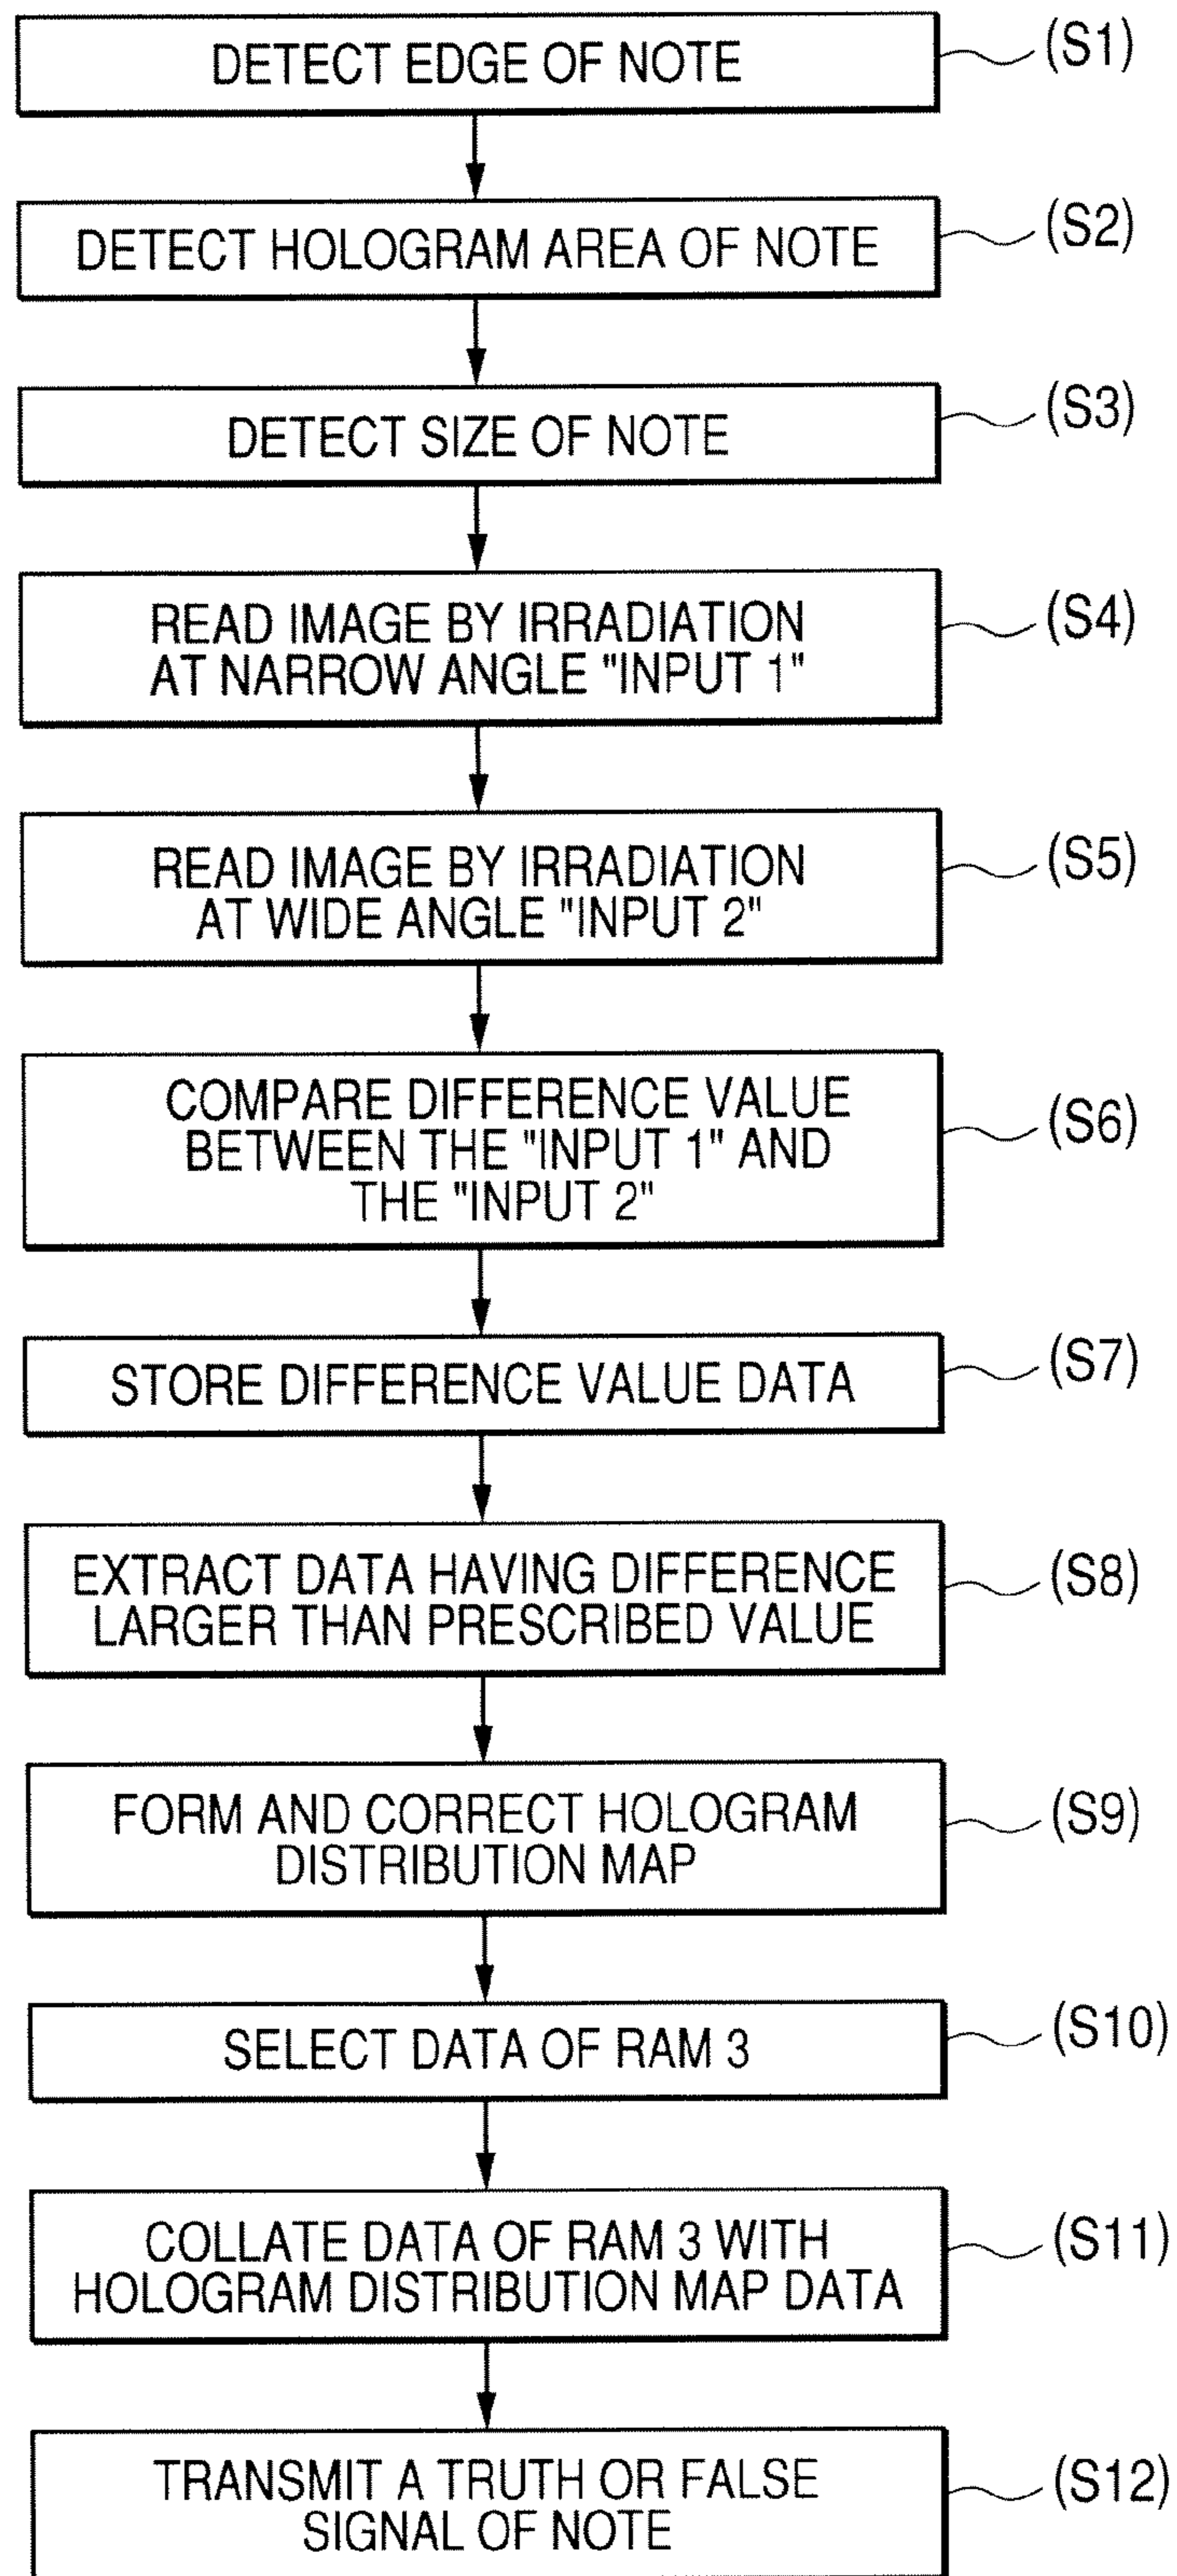 DETECT EDGE OF NOTE
(S1)
DETECT HOLOGRAM AREA OF NOTE
(S2)
DETECT SIZE OF NOTE
(S3)
READ IMAGE BY IRRADIATION
AT NARROW ANGLE "INPUT 1"
(S4)
READ IMAGE BY IRRADIATION
AT WIDE ANGLE "INPUT 2"
(S5)
COMPARE DIFFERENCE VALUE
BETWEEN THE "INPUT 1" AND
THE "INPUT 2"
(S6)
STORE DIFFERENCE VALUE DATA
(S7)
EXTRACT DATA HAVING DIFFERENCE
LARGER THAN PRESCRIBED VALUE
(S8)
FORM AND CORRECT HOLOGRAM
DISTRIBUTION MAP
(S9)
SELECT DATA OF RAM 3
(S10)
COLLATE DATA OF RAM 3 WITH
HOLOGRAM DISTRIBUTION MAP DATA
(S11)
TRANSMIT A TRUTH OR FALSE
SIGNAL OF NOTE
(S12)